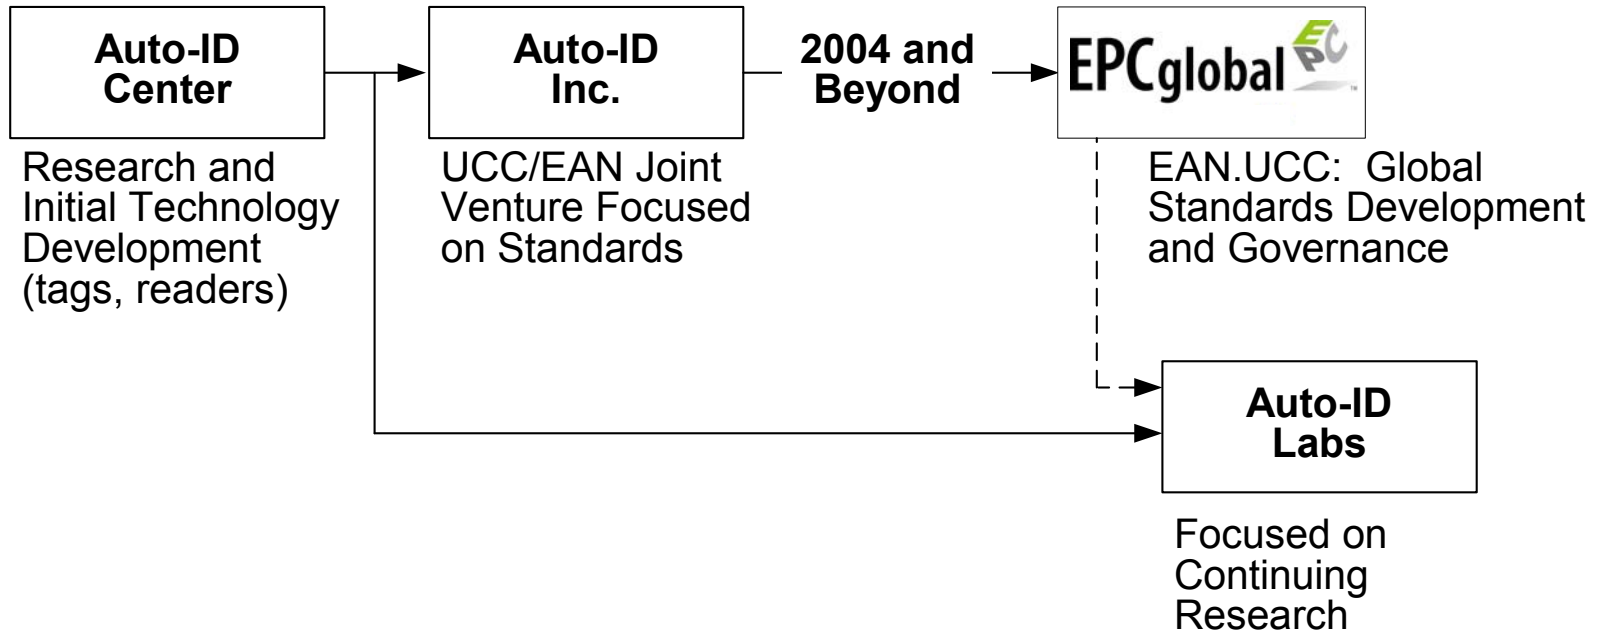 Auto-ID
Center
Auto-ID
Inc.
2004 and
Beyond
EPCglobal
EPC
™
Research and
Initial Technology
Development
(tags, readers)
UCC/EAN Joint
Venture Focused
on Standards
EAN.UCC:  Global
Standards Development
and Governance
Auto-ID
Labs
Focused on
Continuing
Research